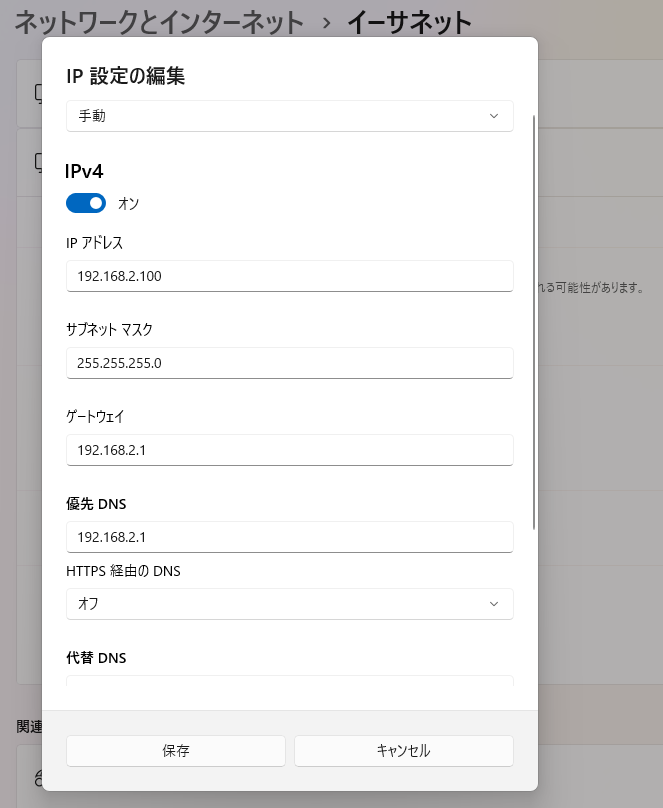 ネットワークとインターネット › イーサネット
IP 設定の編集
手動
IPv4
オン
IP アドレス
192.168.2.100
れる可能性があります。
サブネット マスク
255.255.255.0
ゲートウェイ
192.168.2.1
優先 DNS
192.168.2.1
HTTPS 経由の DNS
オフ
代替 DNS
関連
保存 キャンセル